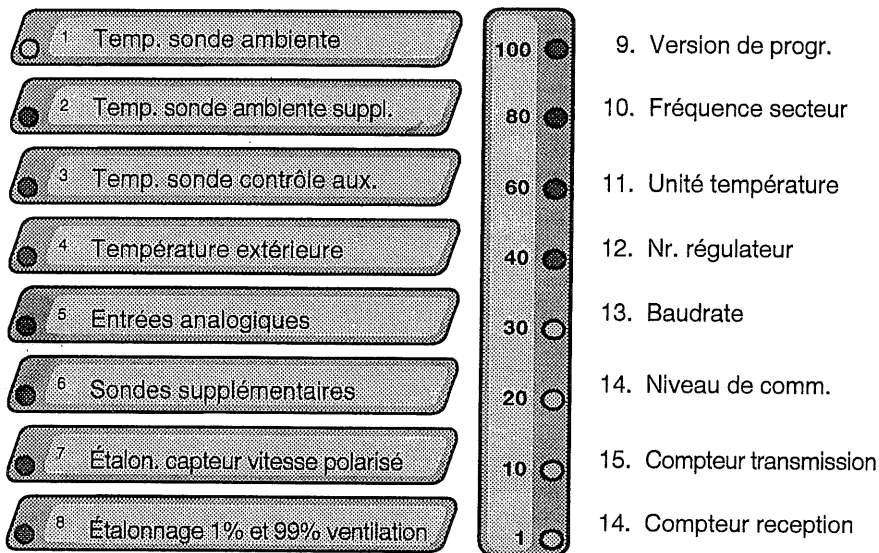 1 Temp. sonde ambiente
2 Temp. sonde ambiente suppl.
3 Temp. sonde contrôle aux.
4 Température extérieure
5 Entrées analogiques
6 Sondes supplémentaires
7 Étalon. capteur vitesse polarisé
8 Étalonnage 1% et 99% ventilation
100
80
60
40
30
20
10
1
9. Version de progr.
10. Fréquence secteur
11. Unité température
12. Nr. régulateur
13. Baudrate
14. Niveau de comm.
15. Compteur transmission
14. Compteur reception